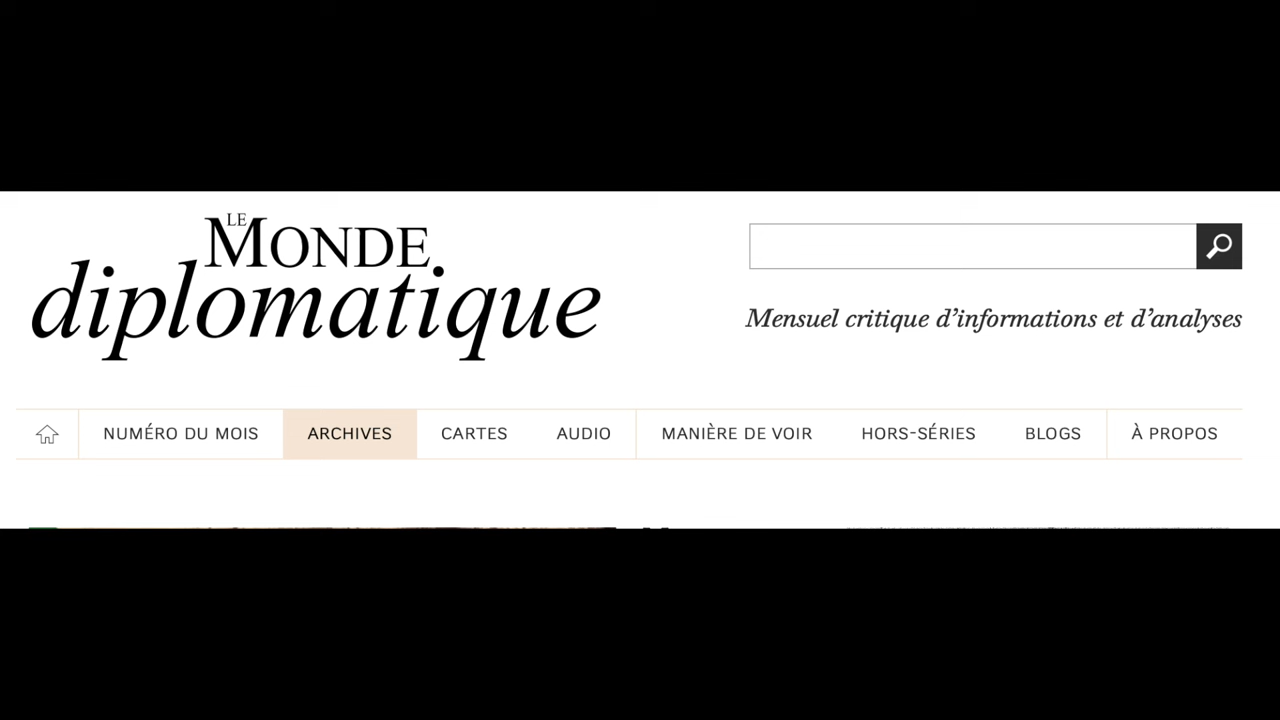 LE
MONDE
diplomatique
Mensuel critique d'informations et d'analyses
NUMÉRO DU MOIS ARCHIVES CARTES AUDIO MANIÈRE DE VOIR HORS-SÉRIES BLOGS À PROPOS